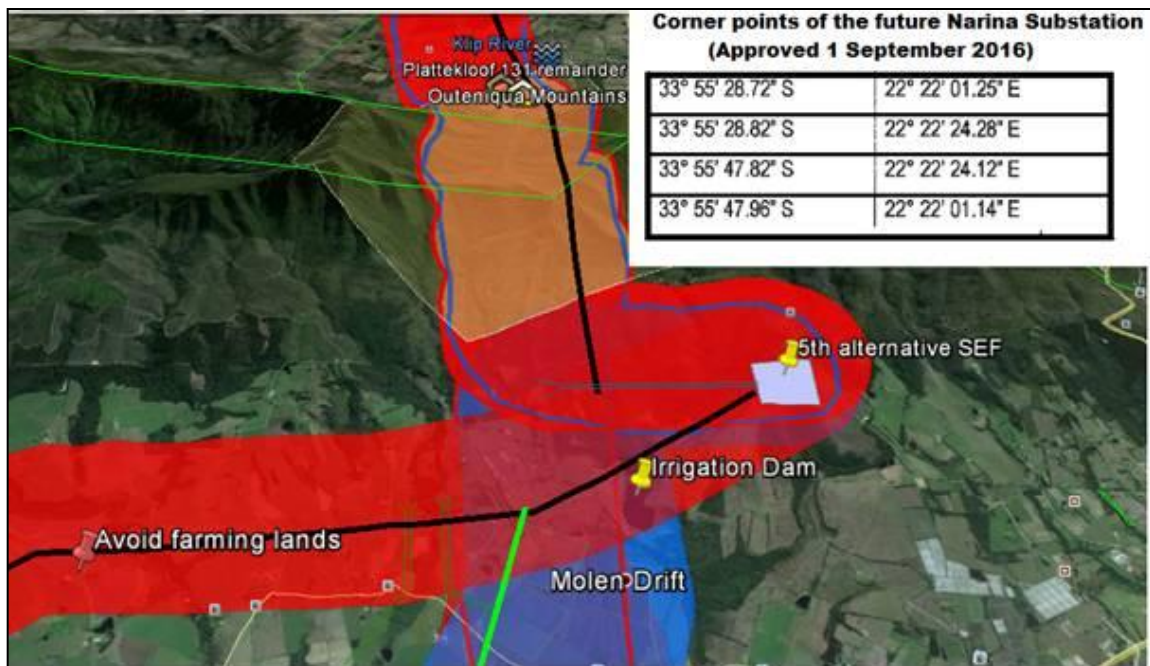 Corner points of the future Narina Substation
(Approved 1 September 2016)
33° 55' 28.72" S 22° 22' 01.25" E
33° 55' 28.82" S 22° 22' 24.28" E
33° 55' 47.82" S 22° 22' 24.12" E
33° 55' 47.96" S 22° 22' 01.14" E
Klip River
Plattekloof 131 remainder
Outeniqua Mountains
5th alternative SEF
Irrigation Dam
Avoid farming lands
Molen Drift